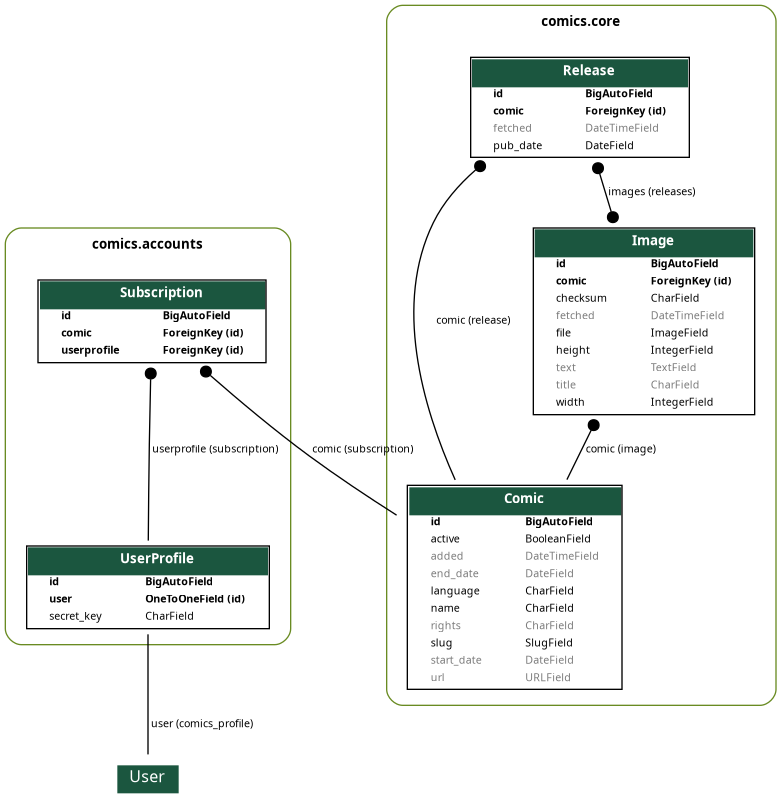 comics.core
Release
id BigAutoField
comic ForeignKey (id)
fetched DateTimeField
pub_date DateField
images (releases)
comic (release)
Image
id BigAutoField
comic ForeignKey (id)
checksum CharField
fetched DateTimeField
file ImageField
height IntegerField
text TextField
title CharField
width IntegerField
comic (image)
Comic
id BigAutoField
active BooleanField
added DateTimeField
end_date DateField
language CharField
name CharField
rights CharField
slug SlugField
start_date DateField
url URLField
comics.accounts
Subscription
id BigAutoField
comic ForeignKey (id)
userprofile ForeignKey (id)
userprofile (subscription)
comic (subscription)
UserProfile
id BigAutoField
user OneToOneField (id)
secret_key CharField
user (comics_profile)
User